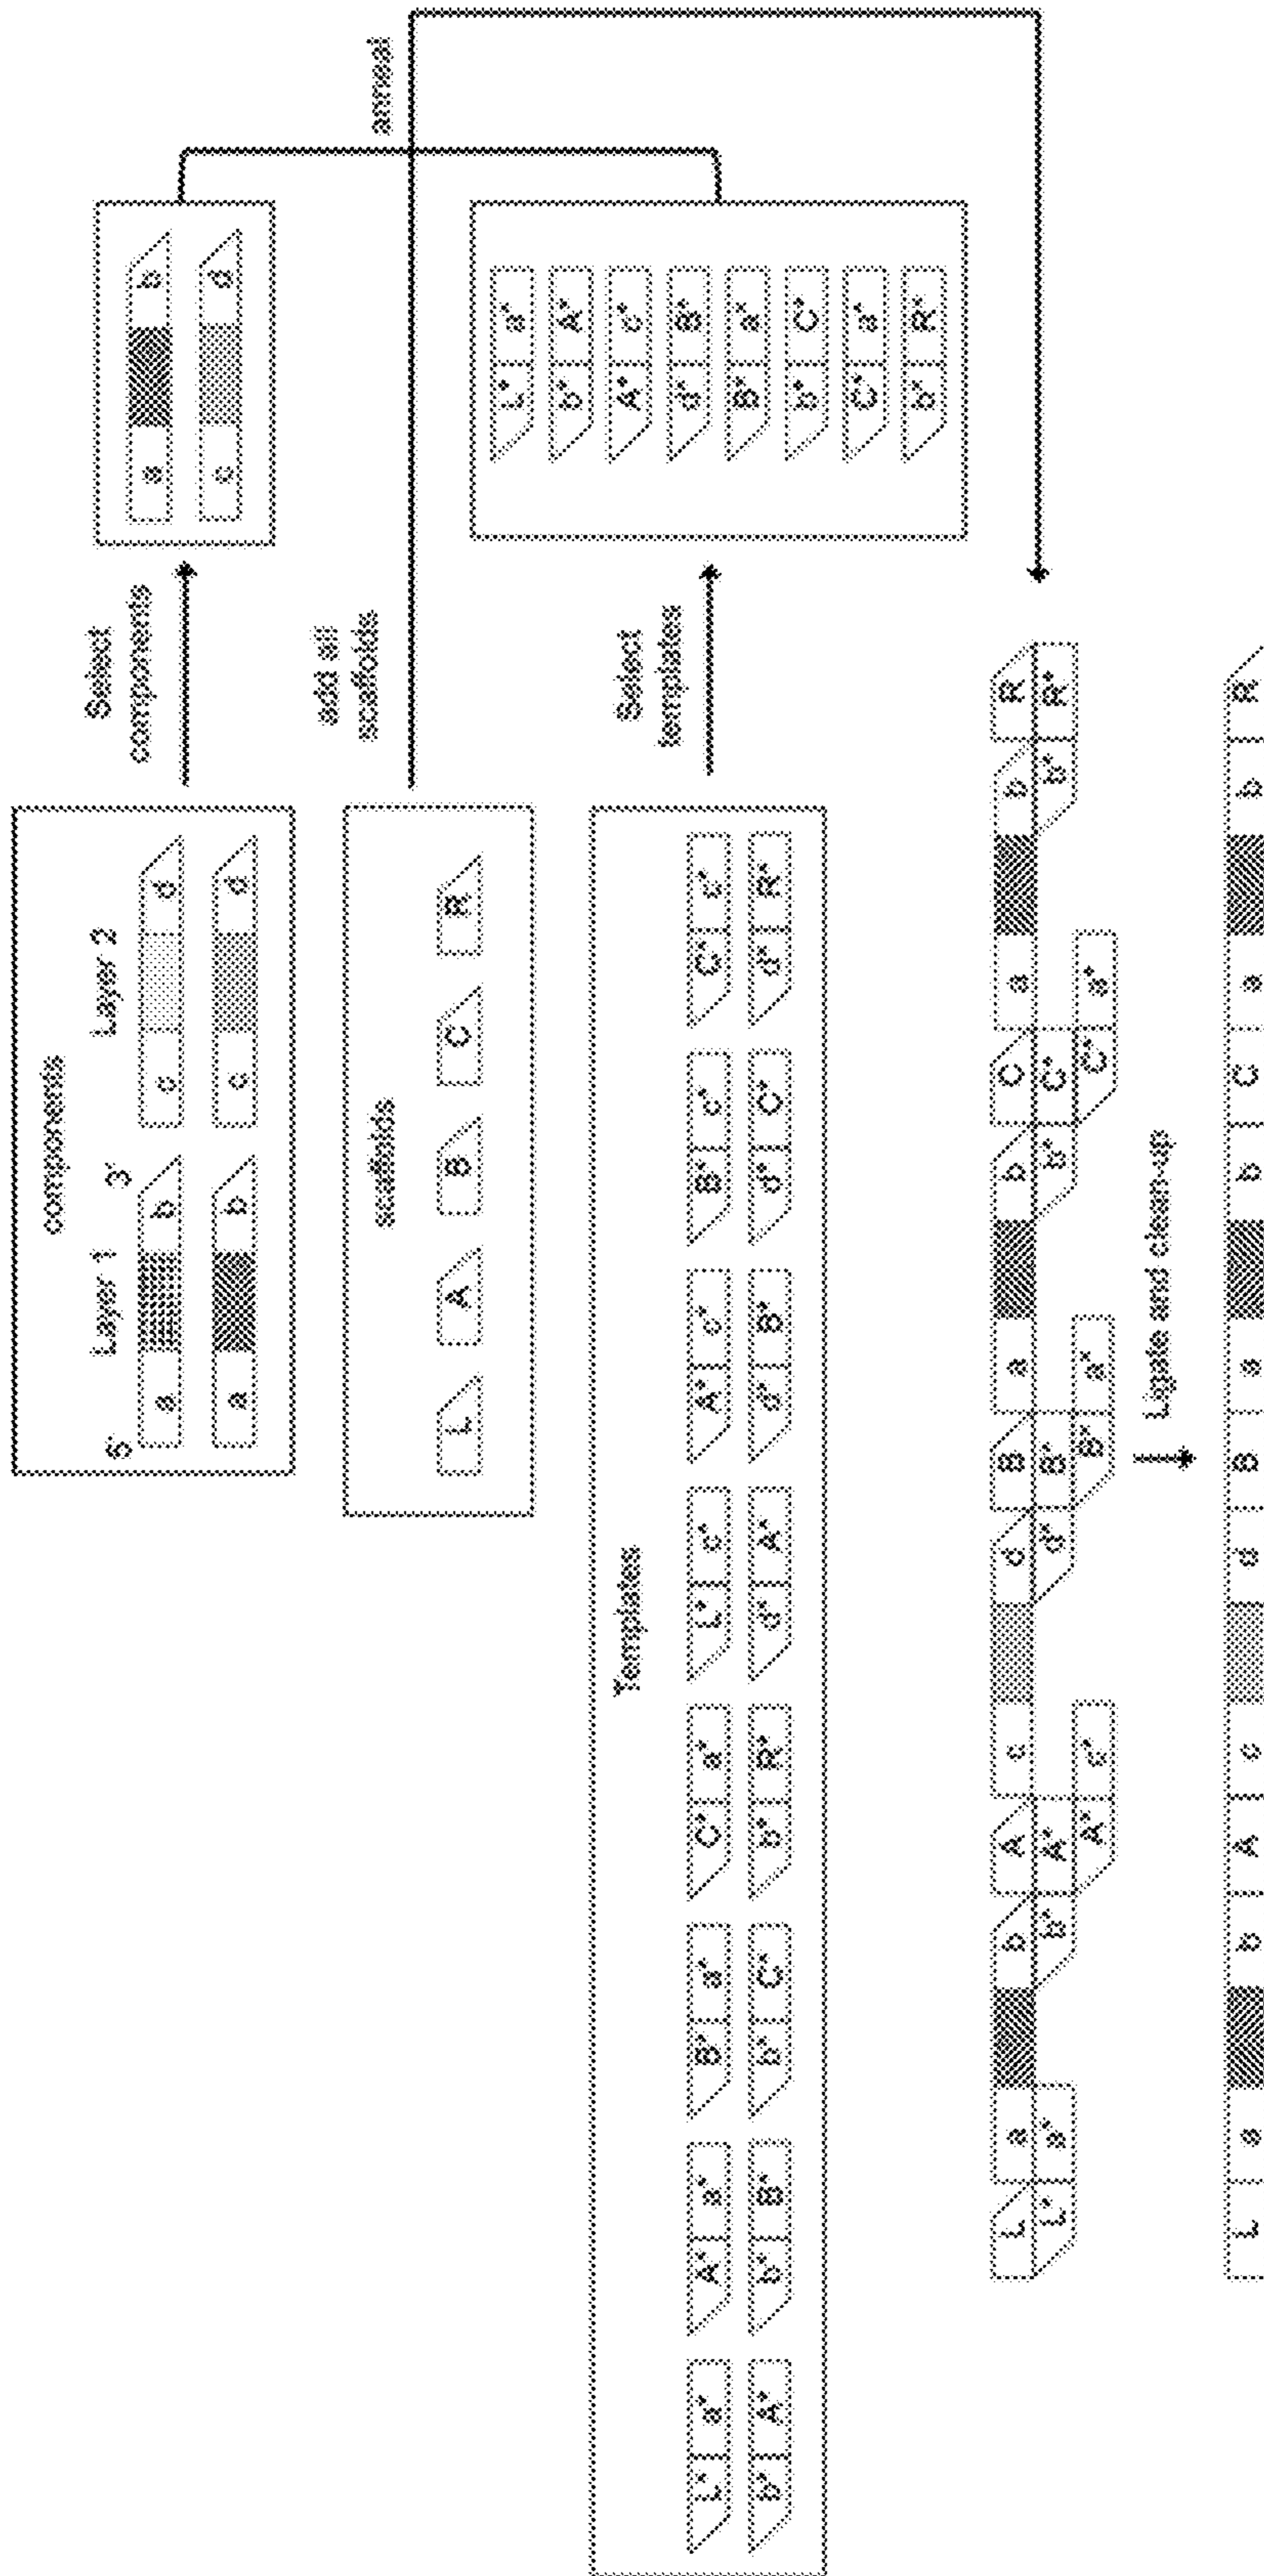 components
Layer 1 Layer 2
5' 3'
a b c d
a b c d
Select
components
a b
c d
scaffolds
L A B C R
add all
scaffolds
anneal
Templates
L* a* A* a* B* a* C* a* L* c* A* c* B* c* C* c*
b* A* b* B* b* C* b* R* d* A* d* B* d* C* d* R*
Select
templates
L* a*
b* A*
A* c*
d* B*
B* a*
b* C*
C* a*
b* R*
L a b A c d B a b C a b R
L* a* b* A* d* B* b* C* b* R*
A* c* B* a* C* a*
Ligate and clean-up
L a b A c d B a b C a b R